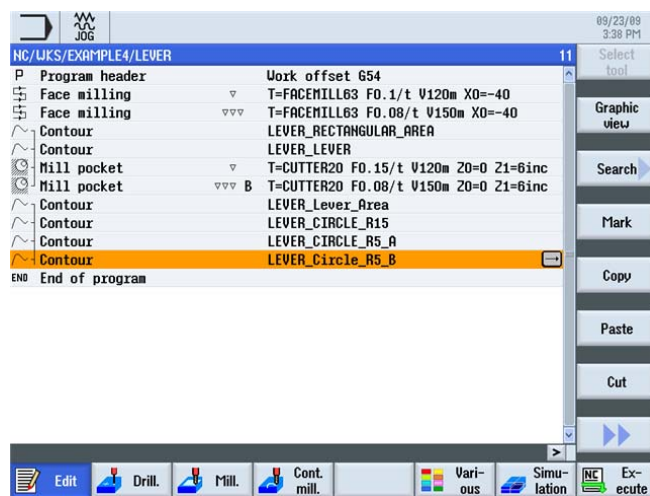 JOG
09/23/09
3:38 PM
NC/WKS/EXAMPLE4/LEVER 11
Select
tool
P Program header Work offset G54
Face milling ▽ T=FACEMILL63 F0.1/t V120m X0=-40
Face milling ▽▽▽ T=FACEMILL63 F0.08/t V150m X0=-40
Contour LEVER_RECTANGULAR_AREA
Contour LEVER_LEVER
Mill pocket ▽ T=CUTTER20 F0.15/t V120m Z0=0 Z1=6inc
Mill pocket ▽▽▽ B T=CUTTER20 F0.08/t V150m Z0=0 Z1=6inc
Contour LEVER_Lever_Area
Contour LEVER_CIRCLE_R15
Contour LEVER_CIRCLE_R5_A
Contour LEVER_Circle_R5_B
END End of program
Graphic
view
Search
Mark
Copy
Paste
Cut
Edit
Drill.
Mill.
Cont.
mill.
Vari-
ous
Simu-
lation
NC Ex-
ecute